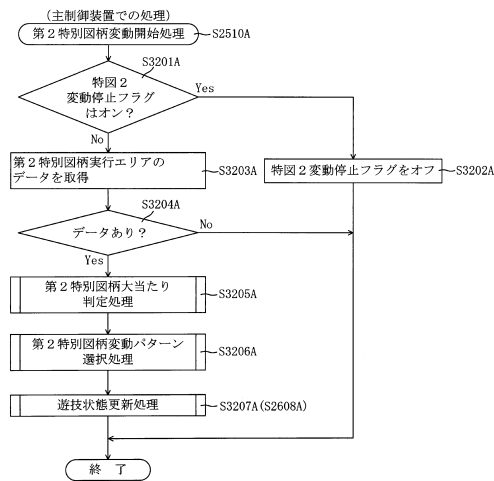 (主制御装置での処理)
第2特別図柄変動開始処理
S2510A
特図2
変動停止フラグ
はオン?
S3201A
Yes
No
第2特別図柄実行エリアの
データを取得
S3203A
特図2変動停止フラグをオフ
S3202A
データあり?
S3204A
No
Yes
第2特別図柄大当たり
判定処理
S3205A
第2特別図柄変動パターン
選択処理
S3206A
遊技状態更新処理
S3207A(S2608A)
終 了